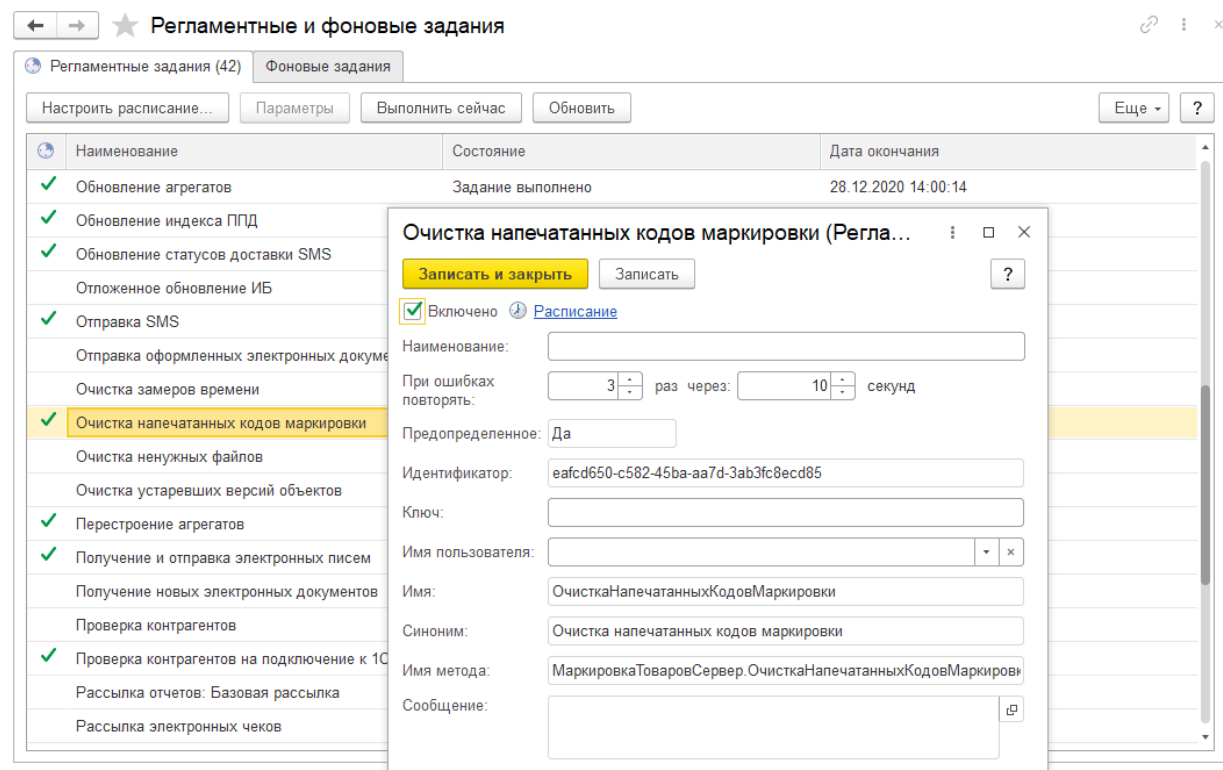 Регламентные и фоновые задания
Регламентные задания (42) Фоновые задания
Настроить расписание... Параметры Выполнить сейчас Обновить Еще ?
Наименование Состояние Дата окончания
Обновление агрегатов Задание выполнено 28.12.2020 14:00:14
Обновление индекса ППД
Обновление статусов доставки SMS
Отложенное обновление ИБ
Отправка SMS
Отправка оформленных электронных докуме
Очистка замеров времени
Очистка напечатанных кодов маркировки
Очистка ненужных файлов
Очистка устаревших версий объектов
Перестроение агрегатов
Получение и отправка электронных писем
Получение новых электронных документов
Проверка контрагентов
Проверка контрагентов на подключение к 1С
Рассылка отчетов: Базовая рассылка
Рассылка электронных чеков
Очистка напечатанных кодов маркировки (Регла...
Записать и закрыть Записать ?
Включено Расписание
Наименование:
При ошибках повторять: 3 раз через: 10 секунд
Предопределенное: Да
Идентификатор: eafcd650-c582-45ba-aa7d-3ab3fc8ecd85
Ключ:
Имя пользователя:
Имя: ОчисткаНапечатанныхКодовМаркировки
Синоним: Очистка напечатанных кодов маркировки
Имя метода: МаркировкаТоваровСервер.ОчисткаНапечатанныхКодовМаркировк
Сообщение: